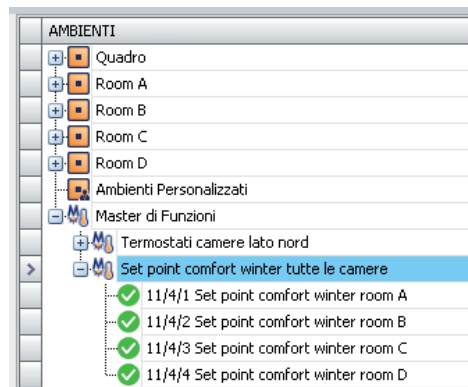 AMBIENTI
Quadro
Room A
Room B
Room C
Room D
Ambienti Personalizzati
Master di Funzioni
Termostati camere lato nord
Set point comfort winter tutte le camere
11/4/1 Set point comfort winter room A
11/4/2 Set point comfort winter room B
11/4/3 Set point comfort winter room C
11/4/4 Set point comfort winter room D